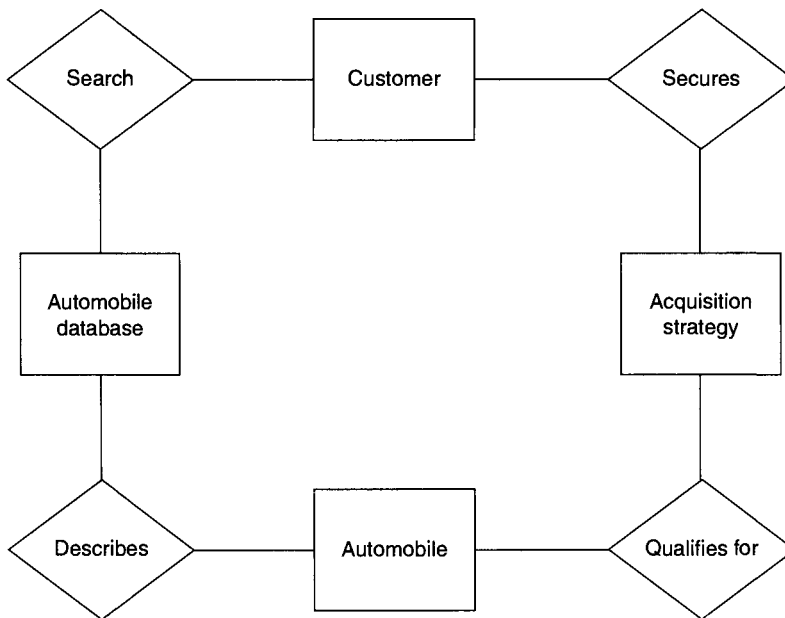 Search
Customer
Secures
Automobile
database
Acquisition
strategy
Describes
Automobile
Qualifies for